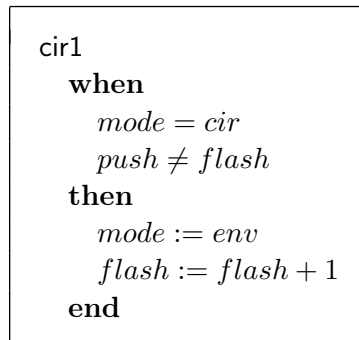 cir1
when
mode = cir
push ≠ flash
then
mode := env
flash := flash + 1
end